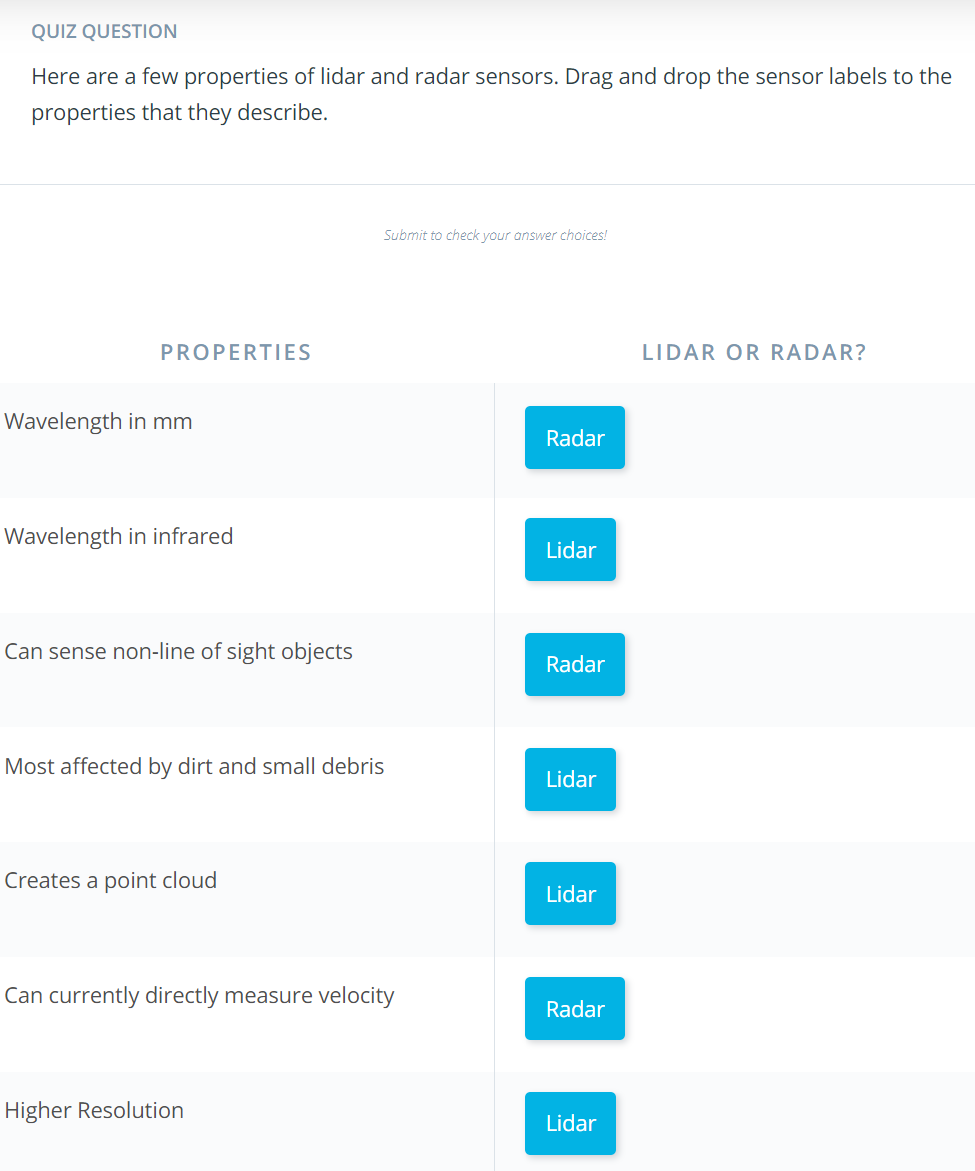 QUIZ QUESTION
Here are a few properties of lidar and radar sensors. Drag and drop the sensor labels to the
properties that they describe.
Submit to check your answer choices!
PROPERTIES
LIDAR OR RADAR?
Wavelength in mm
Radar
Wavelength in infrared
Lidar
Can sense non-line of sight objects
Radar
Most affected by dirt and small debris
Lidar
Creates a point cloud
Lidar
Can currently directly measure velocity
Radar
Higher Resolution
Lidar